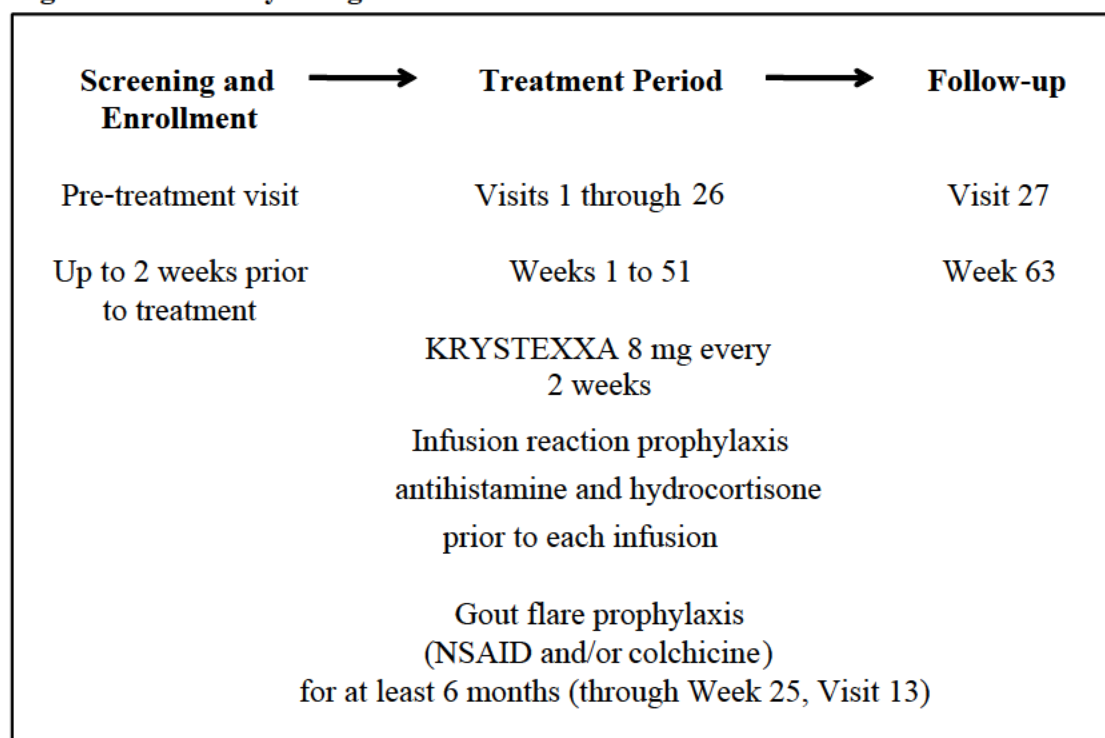 Screening and Enrollment → Treatment Period → Follow-up
Pre-treatment visit Visits 1 through 26 Visit 27
Up to 2 weeks prior to treatment Weeks 1 to 51 Week 63
KRYSTEXXA 8 mg every
2 weeks
Infusion reaction prophylaxis
antihistamine and hydrocortisone
prior to each infusion
Gout flare prophylaxis
(NSAID and/or colchicine)
for at least 6 months (through Week 25, Visit 13)